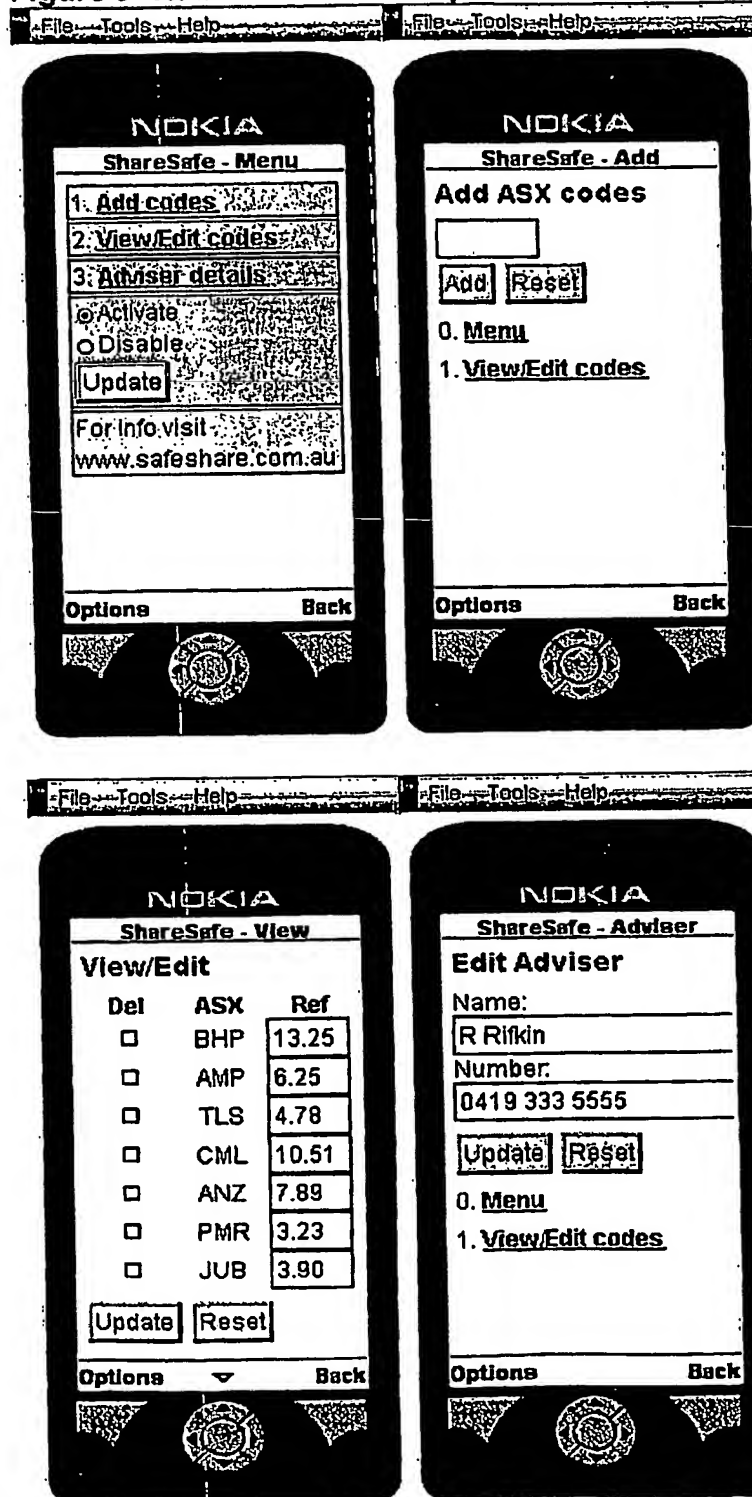 File Tools Help
NOKIA
ShareSafe - Menu
1. Add codes
2. View/Edit codes
3. Adviser details
Activate
Disable
Update
For info visit
www.safeshare.com.au
Options Back
File Tools Help
NOKIA
ShareSafe - Add
Add ASX codes
Add Reset
0. Menu
1. View/Edit codes
Options Back
File Tools Help
NOKIA
ShareSafe - View
View/Edit
Del ASX Ref
BHP 13.25
AMP 6.25
TLS 4.78
CML 10.51
ANZ 7.89
PMR 3.23
JUB 3.90
Update Reset
Options Back
File Tools Help
NOKIA
ShareSafe - Adviser
Edit Adviser
Name:
R Rifkin
Number:
0419 333 5555
Update Reset
0. Menu
1. View/Edit codes
Options Back